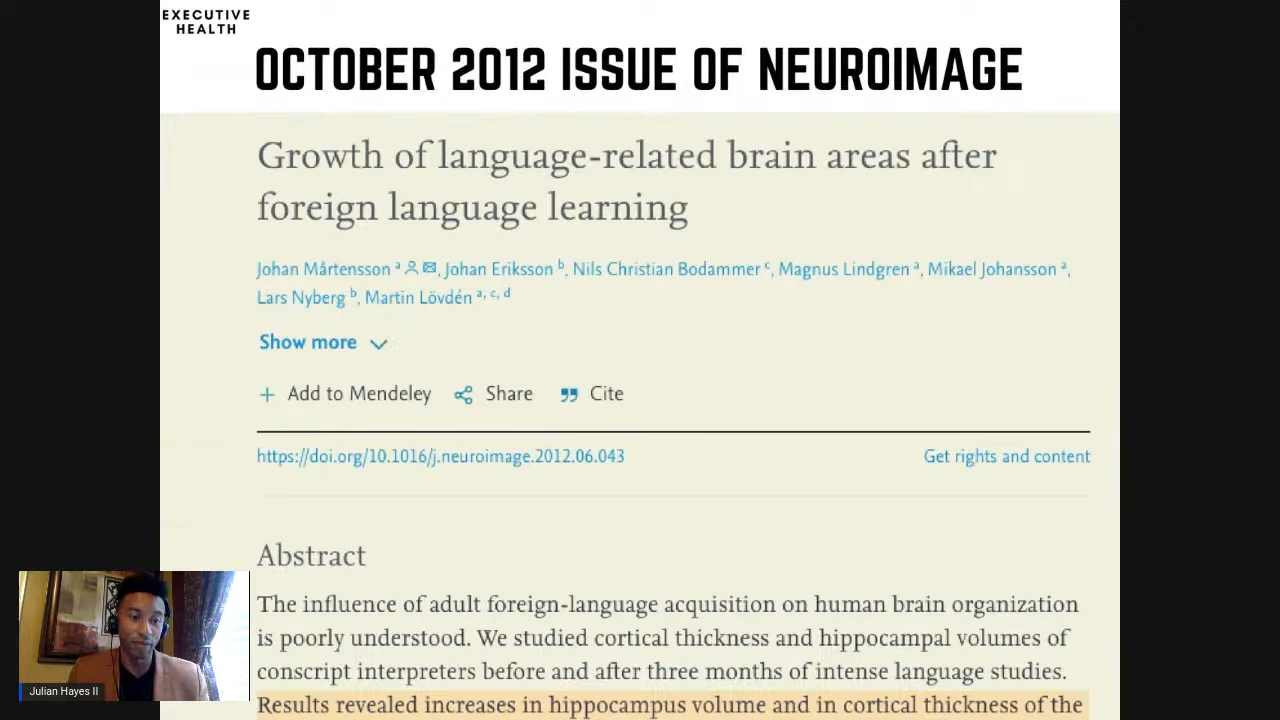 EXECUTIVE
HEALTH
OCTOBER 2012 ISSUE OF NEUROIMAGE
Growth of language-related brain areas after
foreign language learning
Johan Mårtensson a, Johan Eriksson b, Nils Christian Bodammer c, Magnus Lindgren a, Mikael Johansson a,
Lars Nyberg b, Martin Lövdén a, c, d
Show more
Add to Mendeley Share Cite
https://doi.org/10.1016/j.neuroimage.2012.06.043 Get rights and content
Abstract
The influence of adult foreign-language acquisition on human brain organization
is poorly understood. We studied cortical thickness and hippocampal volumes of
conscript interpreters before and after three months of intense language studies.
Results revealed increases in hippocampus volume and in cortical thickness of the
Julian Hayes II